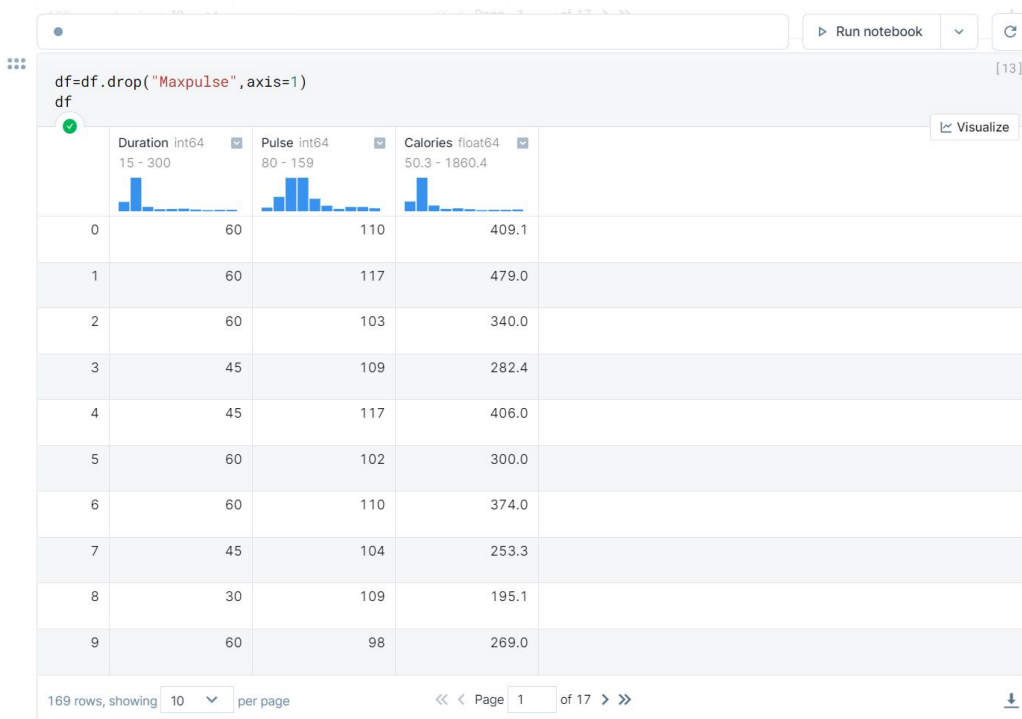 Run notebook
[13]
df=df.drop("Maxpulse",axis=1)
df
Visualize
Duration int64 Pulse int64 Calories float64
15 - 300 80 - 159 50.3 - 1860.4
0 60 110 409.1
1 60 117 479.0
2 60 103 340.0
3 45 109 282.4
4 45 117 406.0
5 60 102 300.0
6 60 110 374.0
7 45 104 253.3
8 30 109 195.1
9 60 98 269.0
169 rows, showing 10 per page Page 1 of 17